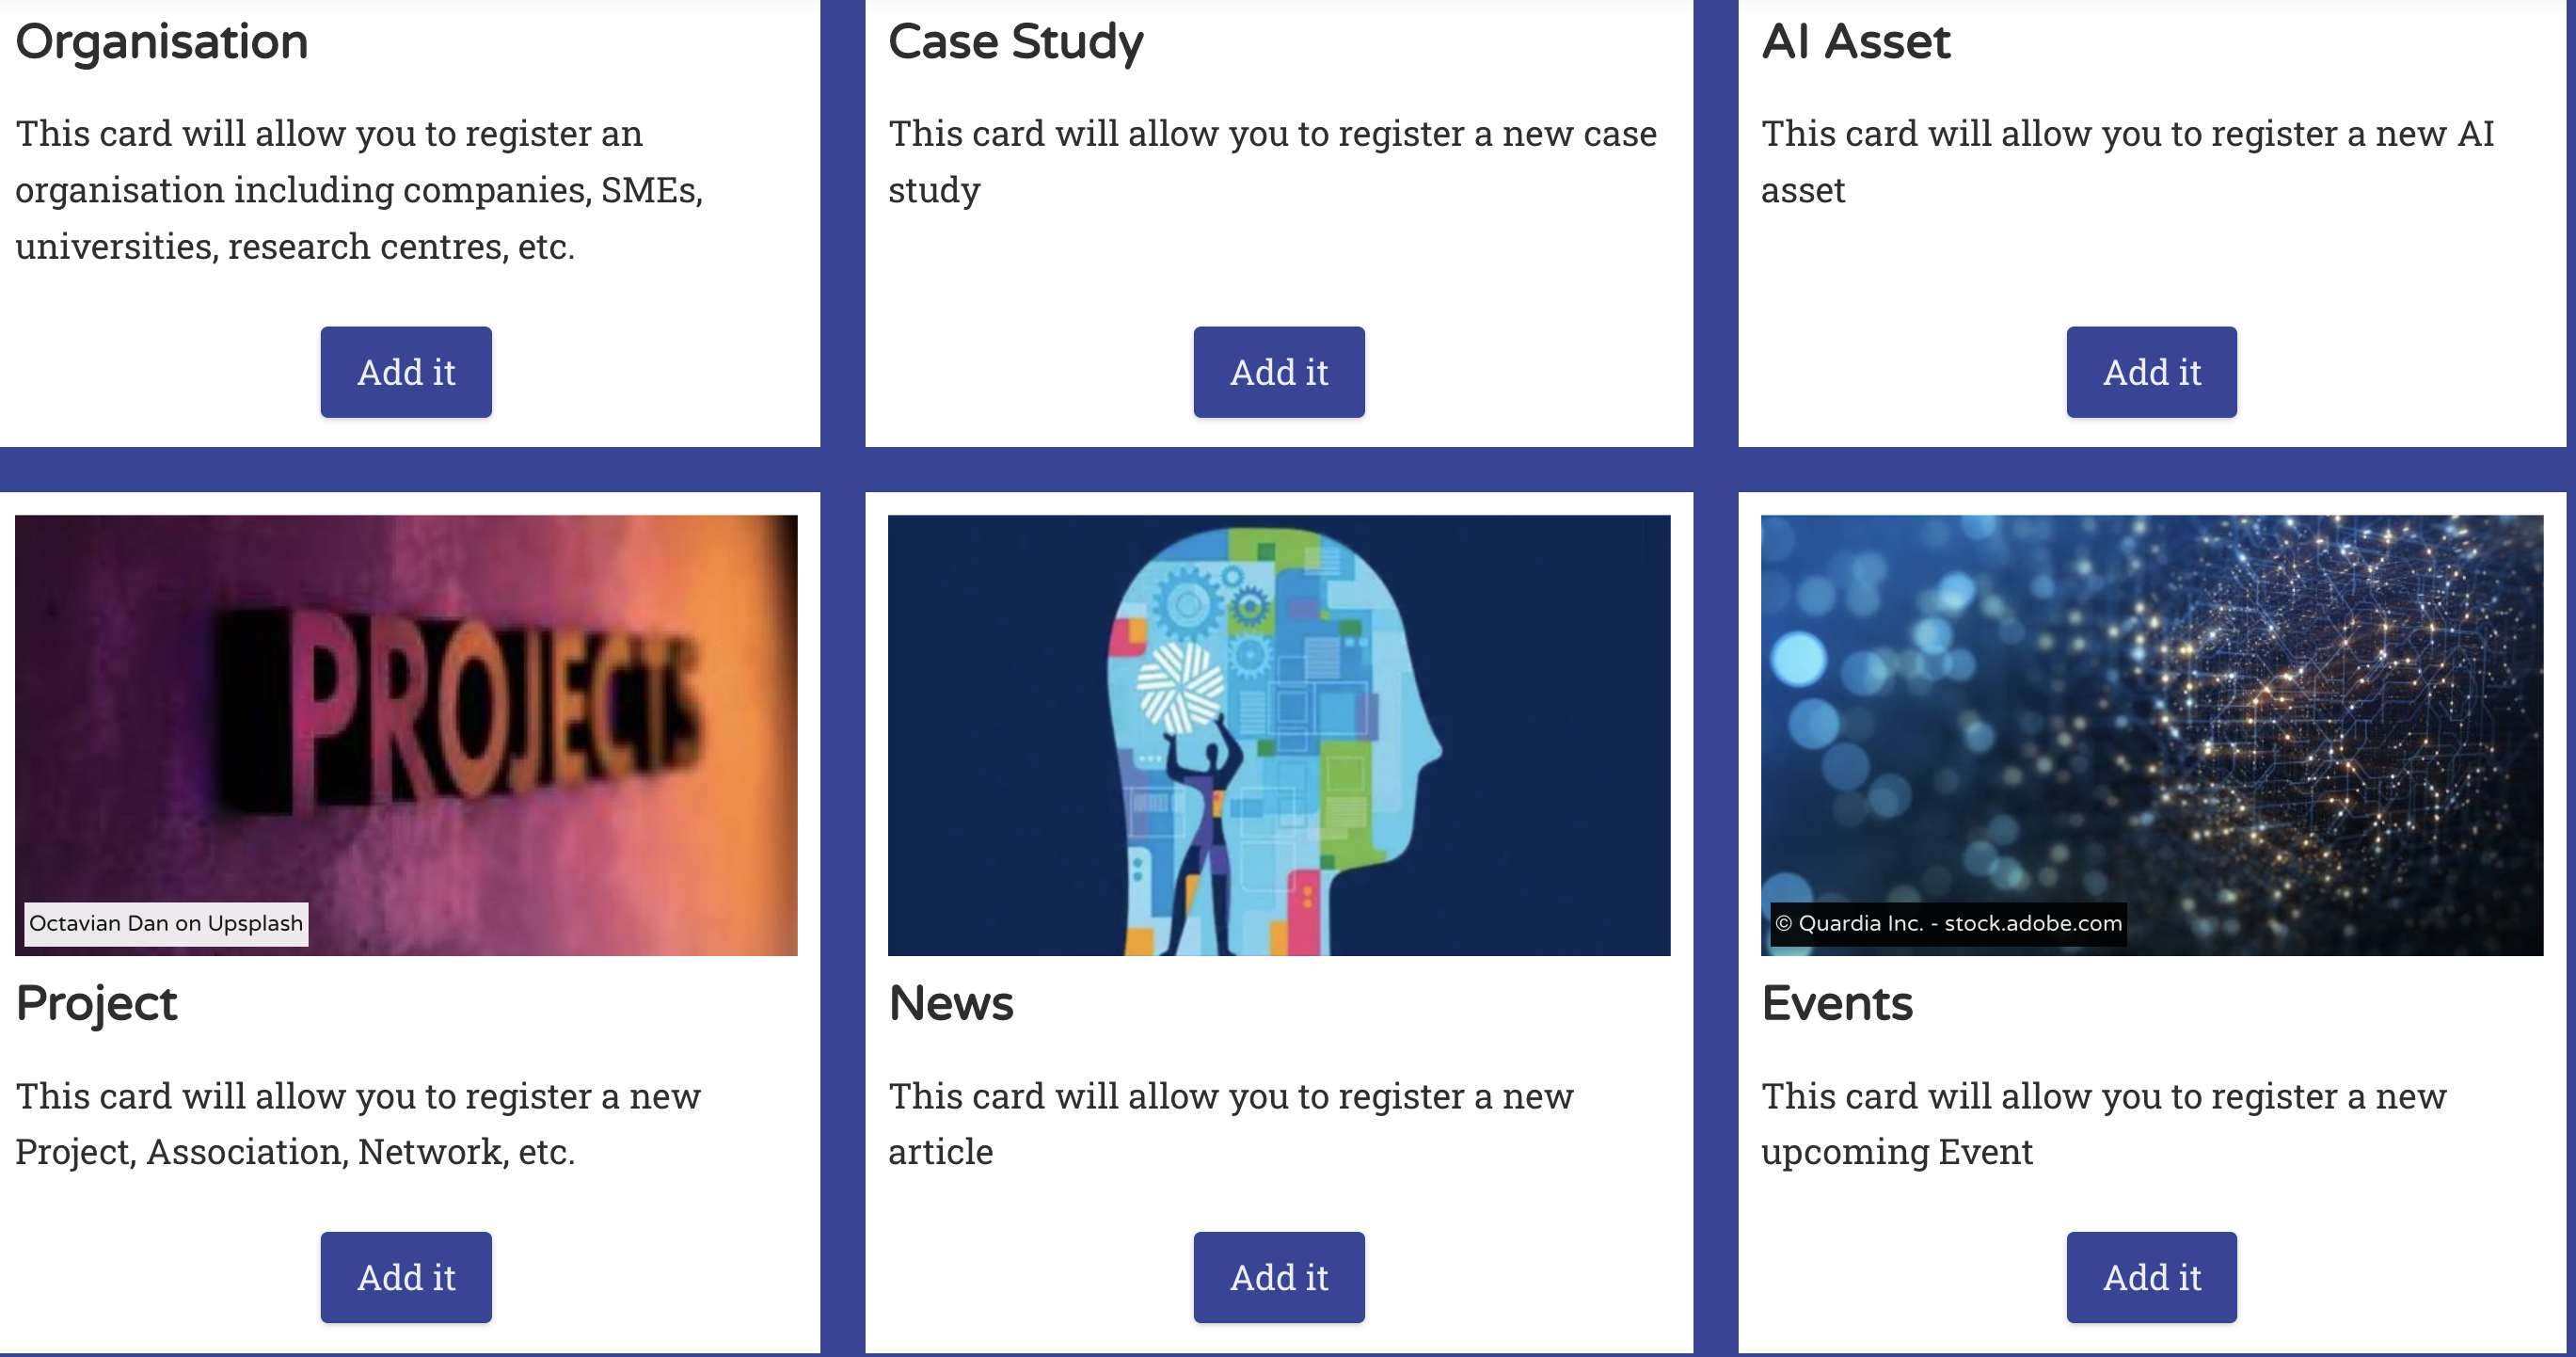 Organisation
This card will allow you to register an
organisation including companies, SMEs,
universities, research centres, etc.
Add it
Case Study
This card will allow you to register a new case
study
Add it
AI Asset
This card will allow you to register a new AI
asset
Add it
PROJECTS
Octavian Dan on Upsplash
Project
This card will allow you to register a new
Project, Association, Network, etc.
Add it
News
This card will allow you to register a new
article
Add it
© Quardia Inc. - stock.adobe.com
Events
This card will allow you to register a new
upcoming Event
Add it